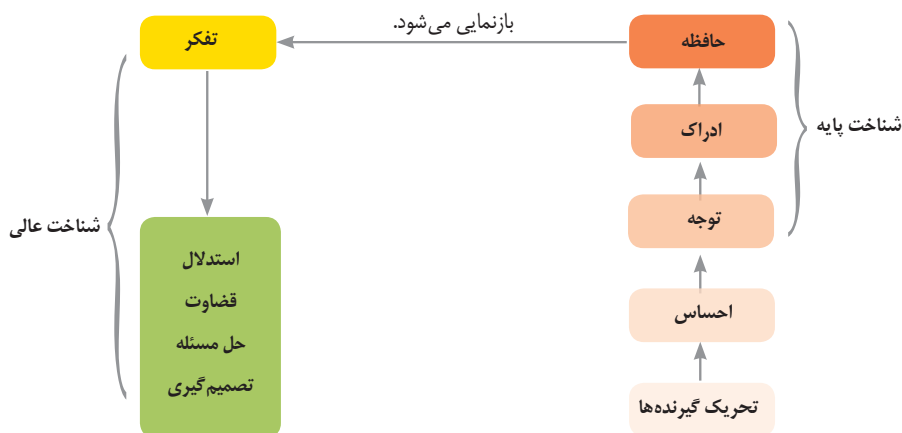 حافظه
بازنمایی می‌شود.
تفکر
ادراک
شناخت پایه
توجه
شناخت عالی
احساس
تحریک گیرنده‌ها
استدلال
قضاوت
حل مسئله
تصمیم‌گیری